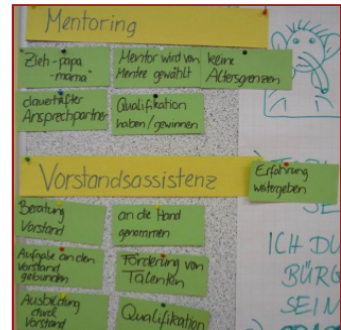 Mentoring
"Zieh-papa
-mama"
Mentor wird von
Mentee gewählt
keine
Altersgrenzen
dauerhafter
Ansprechpartner
Qualifikation
haben/gewinnen
Vorstandsassistenz
Erfahrung
weitergeben
Beratung
Vorstand
an die Hand
genommen
Aufgabe an den
Vorstand
gebunden
Förderung von
Talenten
Ausbildung
durch
Vorstand
Qualifikation
SE
ICH DU
BÜRG
SEIN